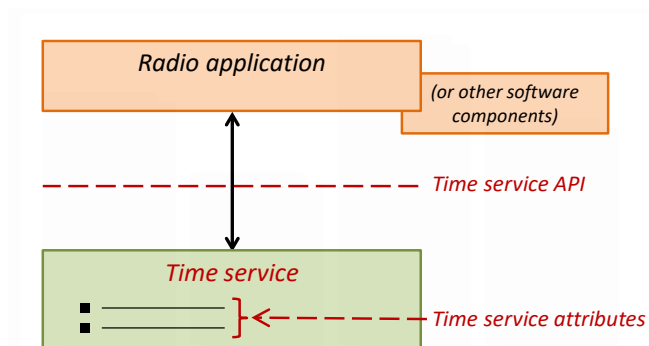 Radio application
(or other software
components)
Time service API
Time service
Time service attributes